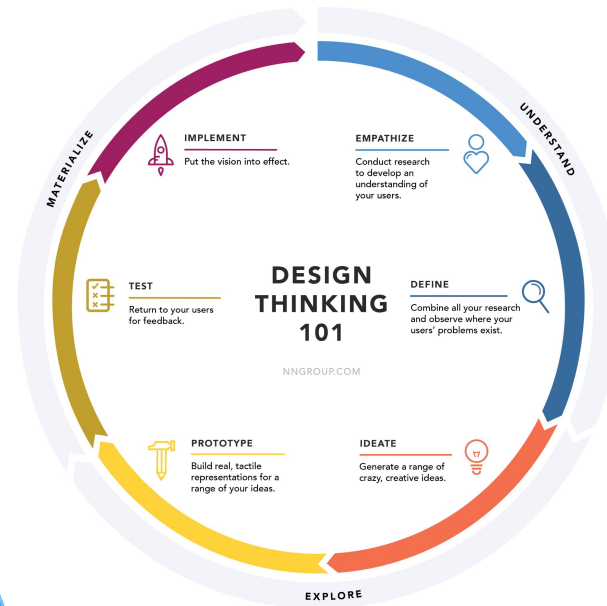 MATERIALIZE
UNDERSTAND
IMPLEMENT
Put the vision into effect.
EMPATHIZE
Conduct research
to develop an
understanding of
your users.
TEST
Return to your users
for feedback.
DESIGN
THINKING
101
NNGROUP.COM
DEFINE
Combine all your research
and observe where your
users' problems exist.
PROTOTYPE
Build real, tactile
representations for a
range of your ideas.
IDEATE
Generate a range of
crazy, creative ideas.
EXPLORE